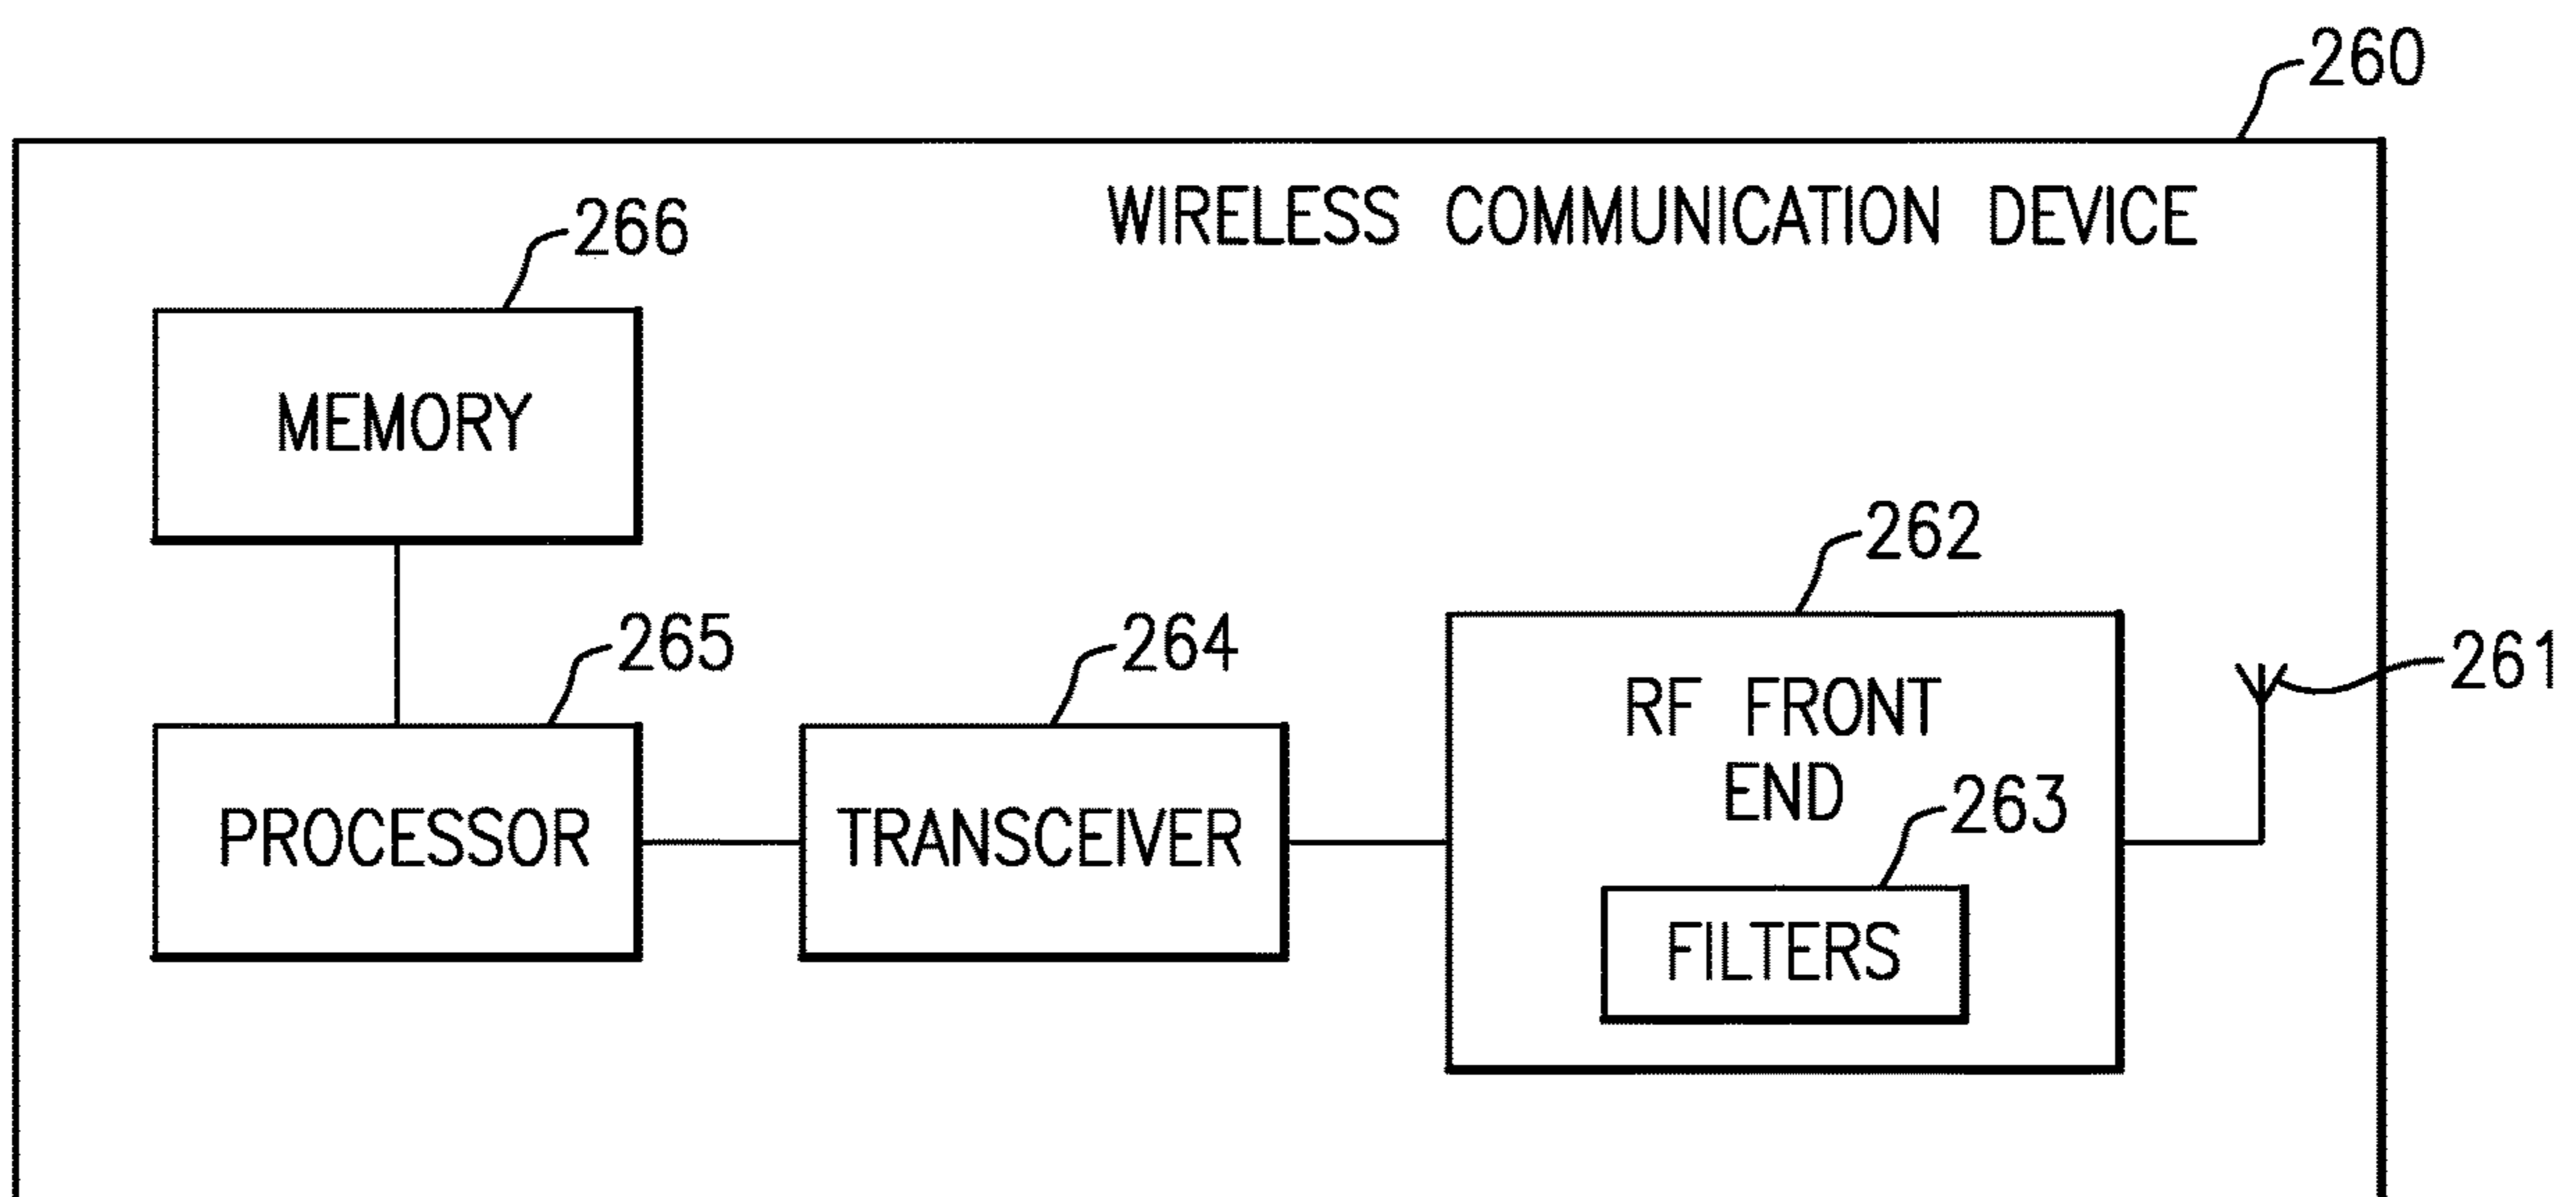 260
WIRELESS COMMUNICATION DEVICE
266
MEMORY
262
265
264
261
RF FRONT
END
263
PROCESSOR
TRANSCEIVER
FILTERS